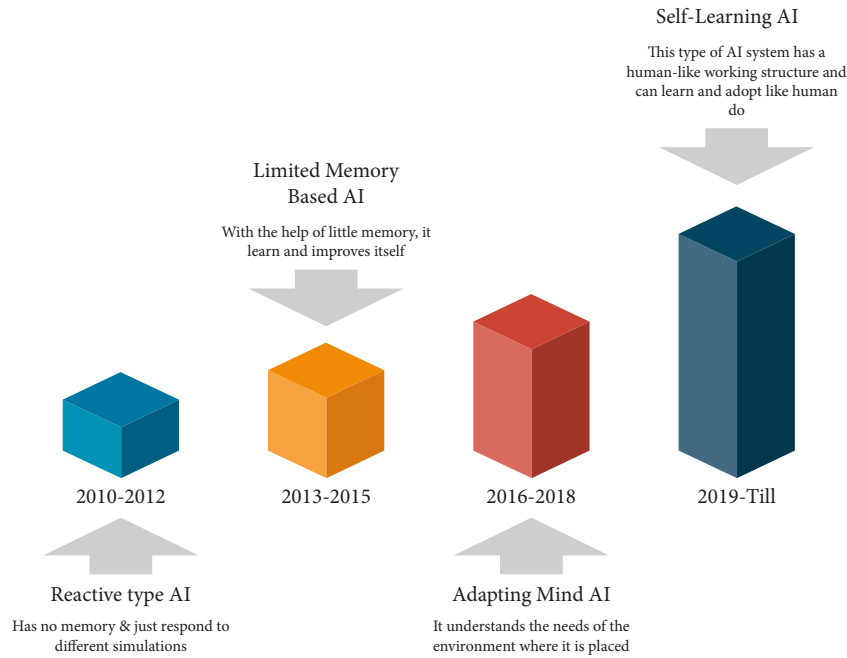 Self-Learning AI
This type of AI system has a
human-like working structure and
can learn and adopt like human
do
Limited Memory
Based AI
With the help of little memory, it
learn and improves itself
2010-2012
2013-2015
2016-2018
2019-Till
Reactive type AI
Has no memory & just respond to
different simulations
Adapting Mind AI
It understands the needs of the
environment where it is placed